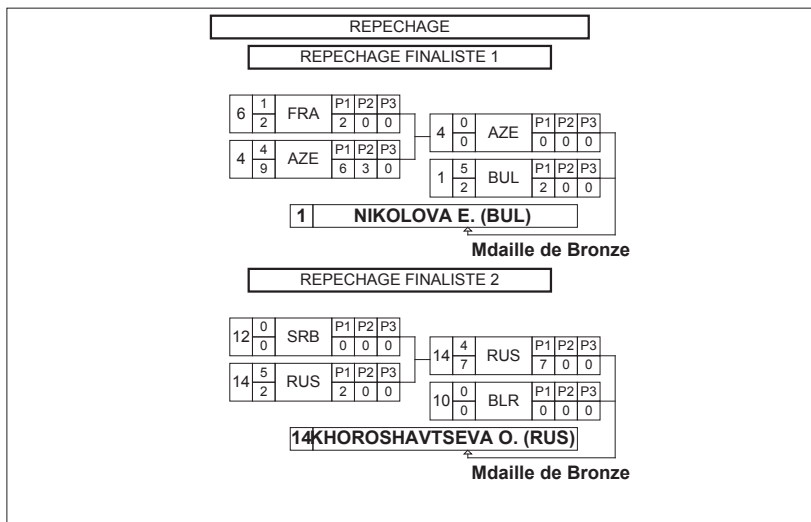 REPECHAGE
REPECHAGE FINALISTE 1
6 1 2 FRA P1 P2 P3 2 0 0
4 4 9 AZE P1 P2 P3 6 3 0
4 0 0 AZE P1 P2 P3 0 0 0
1 5 2 BUL P1 P2 P3 2 0 0
1 NIKOLOVA E. (BUL)
Mdaille de Bronze
REPECHAGE FINALISTE 2
12 0 0 SRB P1 P2 P3 0 0 0
14 5 2 RUS P1 P2 P3 2 0 0
14 4 7 RUS P1 P2 P3 7 0 0
10 0 0 BLR P1 P2 P3 0 0 0
14 KHOROSHAVTSEVA O. (RUS)
Mdaille de Bronze